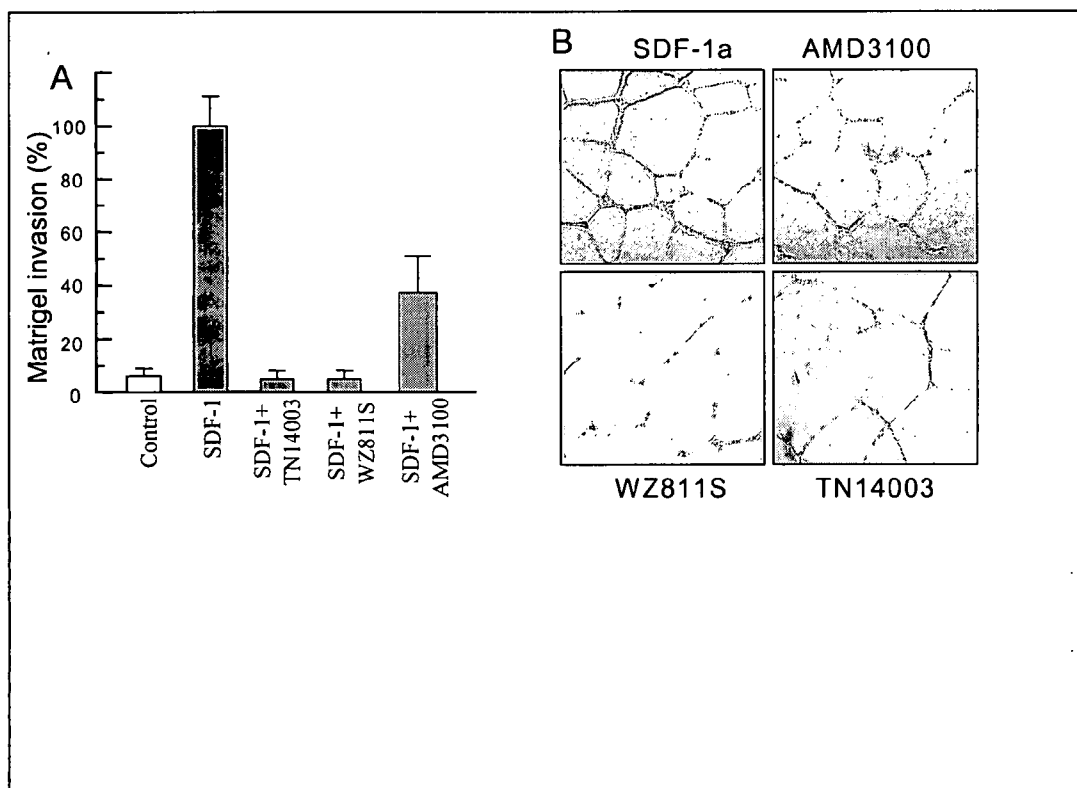 A
Matrigel invasion (%)
100
80
60
40
20
0
Control
SDF-1
SDF-1+
TN14003
SDF-1+
WZ811S
SDF-1+
AMD3100
B
SDF-1a
AMD3100
WZ811S
TN14003